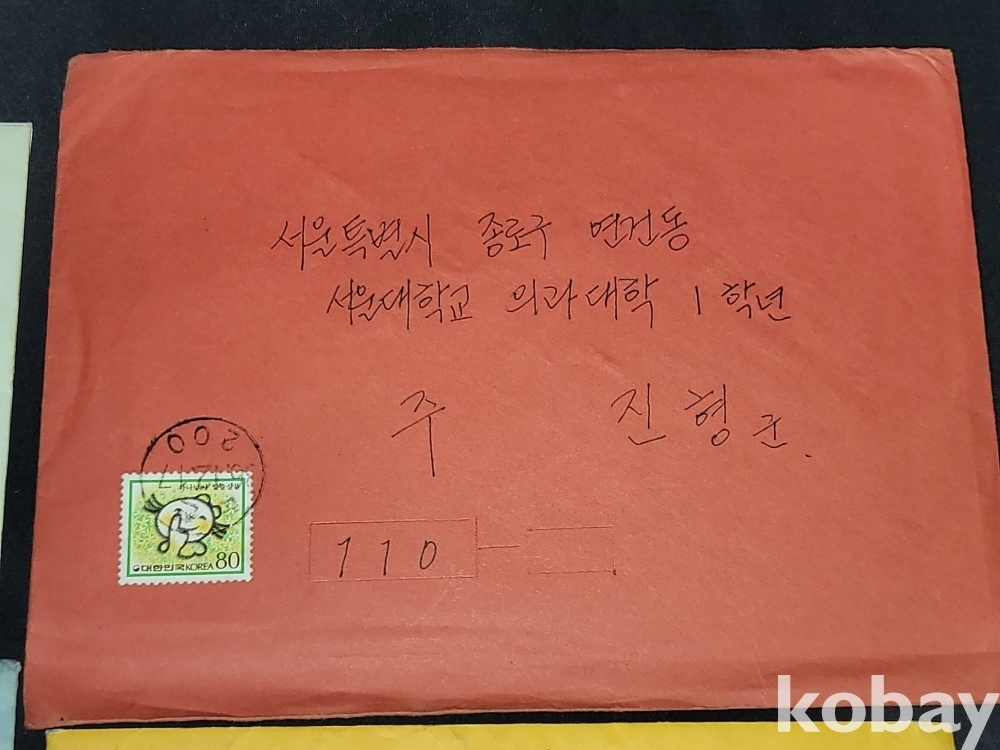 서울특별시 종로구 연건동
서울대학교 의과대학 1학년
주 진형 군.
200
대한민국 KOREA 80
110
kobay